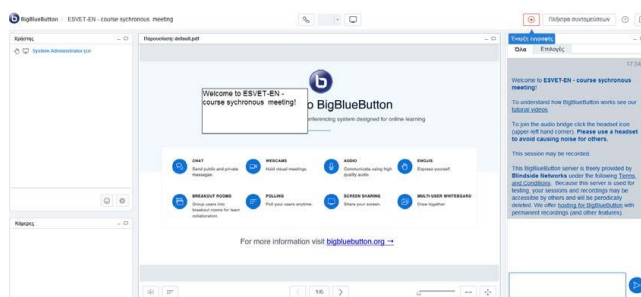 BigBlueButton ESVET-EN - course sychronous meeting
Πλήκτρα συντομεύσεων
Χρήστης
System Administrator
Παρουσίαση: default.pdf
Έναρξη εγγραφής
Όλα Επιλογές
Welcome to ESVET-EN -
course sychronous meeting!
o BigBlueButton
onferencing system designed for online learning
CHAT
Send public and private
messages.
WEBCAMS
Hold visual meetings.
AUDIO
Communicate using high
quality audio.
EMOJIS
Express yourself.
BREAKOUT ROOMS
Group users into
breakout rooms for team
collaboration.
POLLING
Poll your users anytime.
SCREEN SHARING
Share your screen.
MULTI-USER WHITEBOARD
Draw together.
For more information visit bigbluebutton.org →
Κάμερες
17:34
Welcome to ESVET-EN - course sychronous
meeting!
To understand how BigBlueButton works see our
tutorial videos.
To join the audio bridge click the headset icon
(upper-left hand corner). Please use a headset
to avoid causing noise for others.
This session may be recorded.
This BigBlueButton server is freely provided by
Blindside Networks under the following Terms
and Conditions. Because this server is used for
testing, your sessions and recordings may be
accessible by others and will be periodically
deleted. We offer hosting for BigBlueButton with
permanent recordings (and other features)